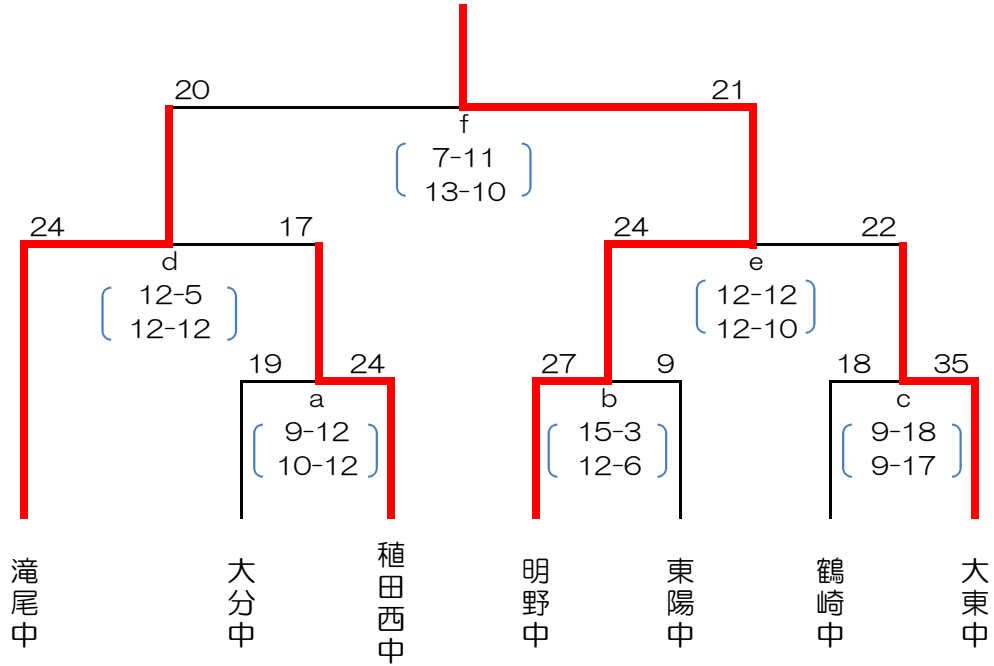 20 21
f
7-11
13-10
24 17 24 22
d e
12-5 12-12
12-12 12-10
19 24 27 9 18 35
a b c
9-12 15-3 9-18
10-12 12-6 9-17
滝尾中
大分中
稙田西中
明野中
東陽中
鶴崎中
大東中